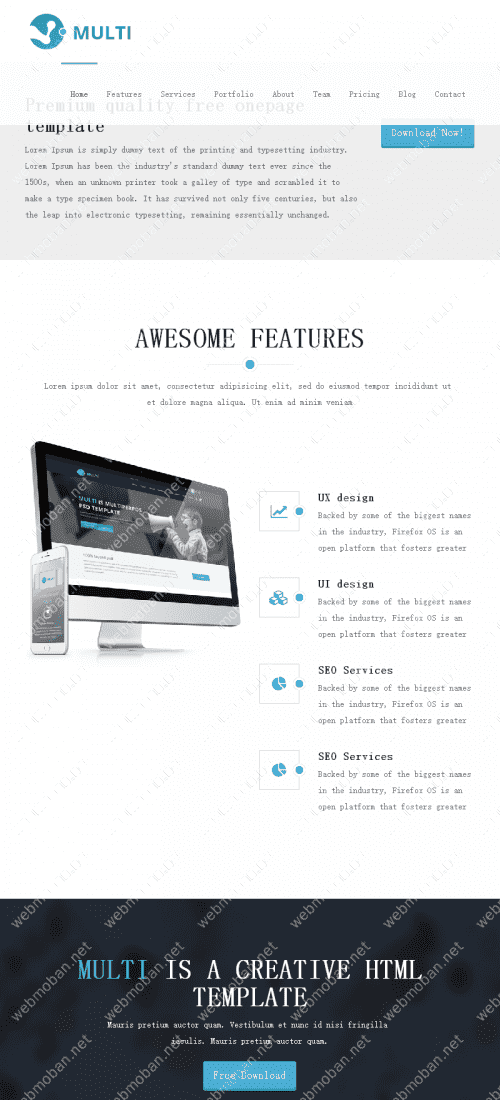 MULTI
Home Features Services Portfolio About Team Pricing Blog Contact
Premium quality free onepage
template
Download Now!
Lorem Ipsum is simply dummy text of the printing and typesetting industry.
Lorem Ipsum has been the industry's standard dummy text ever since the
1500s, when an unknown printer took a galley of type and scrambled it to
make a type specimen book. It has survived not only five centuries, but also
the leap into electronic typesetting, remaining essentially unchanged.
AWESOME FEATURES
Lorem ipsum dolor sit amet, consectetur adipisicing elit, sed do eiusmod tempor incididunt ut
et dolore magna aliqua. Ut enim ad minim veniam
MULTI
MULTI IS MULTIPURPOS
PSD TEMPLATE
UX design
Backed by some of the biggest names
in the industry, Firefox OS is an
open platform that fosters greater
UI design
Backed by some of the biggest names
in the industry, Firefox OS is an
open platform that fosters greater
SEO Services
Backed by some of the biggest names
in the industry, Firefox OS is an
open platform that fosters greater
SEO Services
Backed by some of the biggest names
in the industry, Firefox OS is an
open platform that fosters greater
MULTI IS A CREATIVE HTML
TEMPLATE
Mauris pretium auctor quam. Vestibulum et nunc id nisi fringilla
iaculis. Mauris pretium auctor quam.
Free Download
webmoban.net